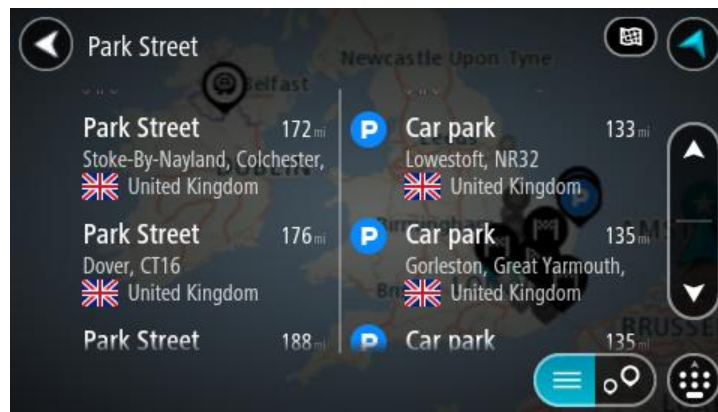 Park Street
Newcastle Upon Tyne
Belfast
DUBLIN
Park Street 172 mi
Stoke-By-Nayland, Colchester,
United Kingdom
Park Street 176 mi
Dover, CT16
United Kingdom
Park Street 188 mi
P Car park 133 mi
Lowestoft, NR32
United Kingdom
P Car park 135 mi
Gorleston, Great Yarmouth,
United Kingdom
P Car park 135 mi
Birmingham
P